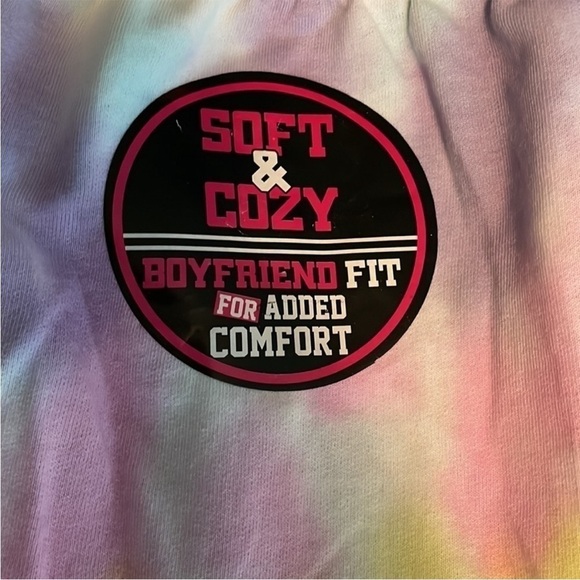 SOFT
&
COZY
BOYFRIEND FIT
FOR ADDED
COMFORT